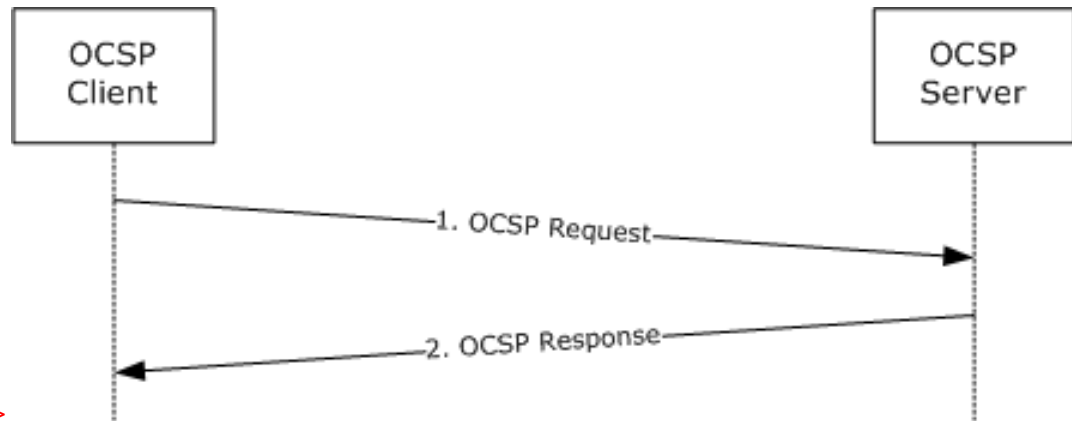 OCSP
Client
OCSP
Server
1. OCSP Request
2. OCSP Response
>